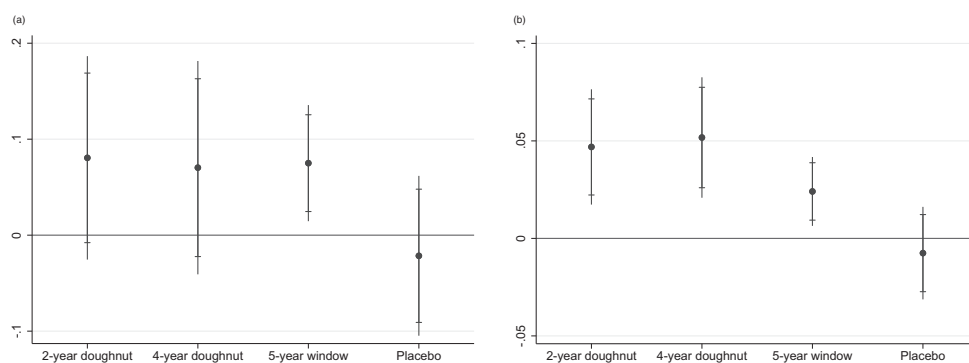 (a)
.2
.1
0
-.1
2-year doughnut 4-year doughnut 5-year window Placebo
(b)
.1
.05
0
-.05
2-year doughnut 4-year doughnut 5-year window Placebo